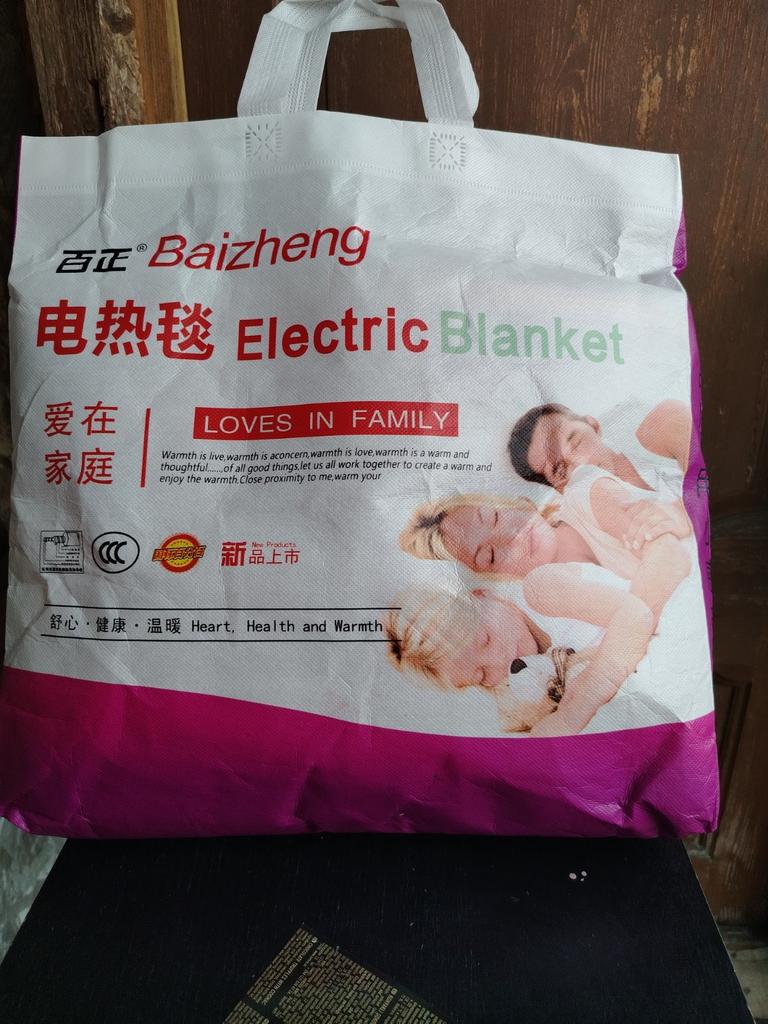 百正® Baizheng
电热毯 Electric Blanket
爱在
家庭
LOVES IN FAMILY
Warmth is live,warmth is aconcern,warmth is love,warmth is a warm and
thoughtful......,of all good things,let us all work together to create a warm and
enjoy the warmth.Close proximity to me,warm your
CCC
New Products
新品上市
舒心·健康·温暖 Heart, Health and Warmth